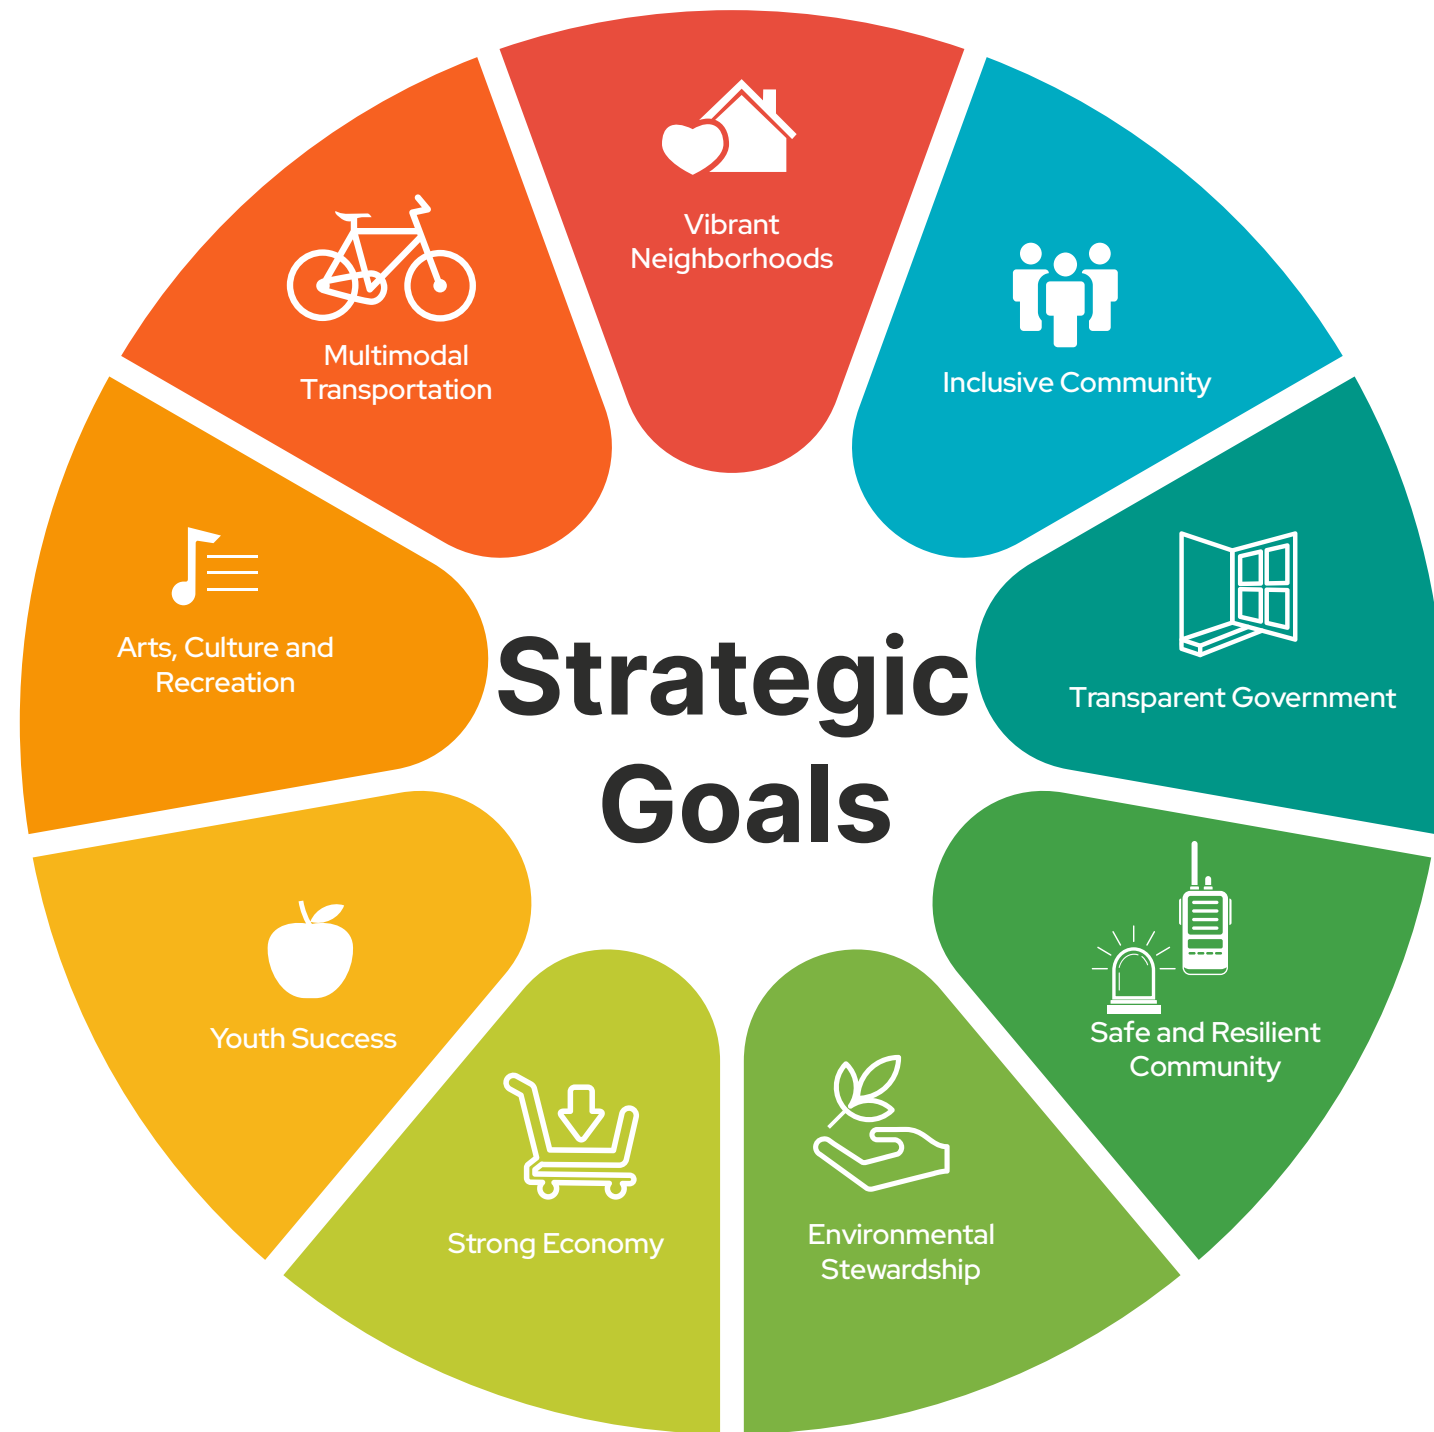 Strategic
Goals
Vibrant
Neighborhoods
Inclusive Community
Transparent Government
Safe and Resilient
Community
Environmental
Stewardship
Strong Economy
Youth Success
Arts, Culture and
Recreation
Multimodal
Transportation